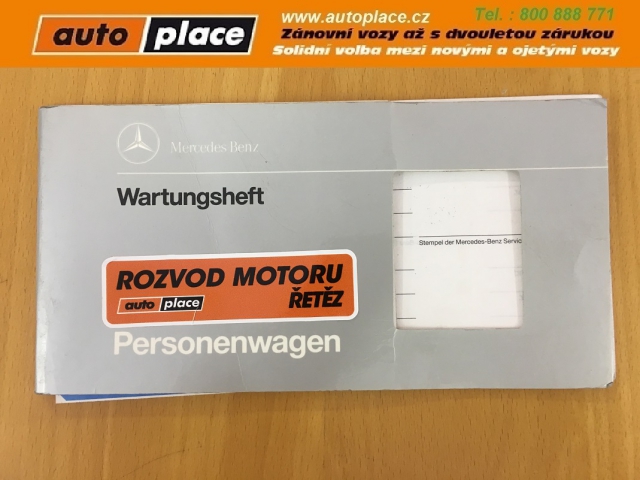 auto place
www.autoplace.cz
Tel. : 800 888 771
Zánovní vozy až s dvouletou zárukou
Solidní volba mezi novými a ojetými vozy
Mercedes-Benz
Wartungsheft
Stempel der Mercedes-Benz Servic
ROZVOD MOTORU
auto place ŘETĚZ
Personenwagen